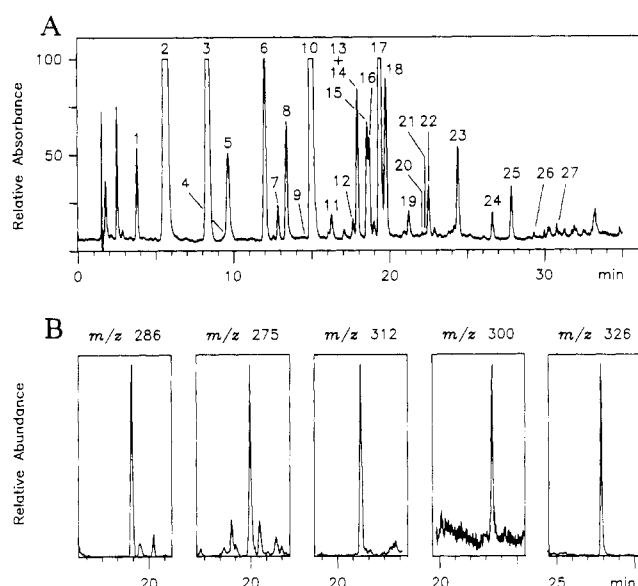 A
2 3 6 10 13 17
+
14 18
16
15
8
1 5 21 22 23
4 20
7 9 12 25
11 19 24 26 27
Relative Absorbance
100
50
0 10 20 30 min
B
m/z 286 m/z 275 m/z 312 m/z 300 m/z 326
Relative Abundance
20 20 20 20 25 min